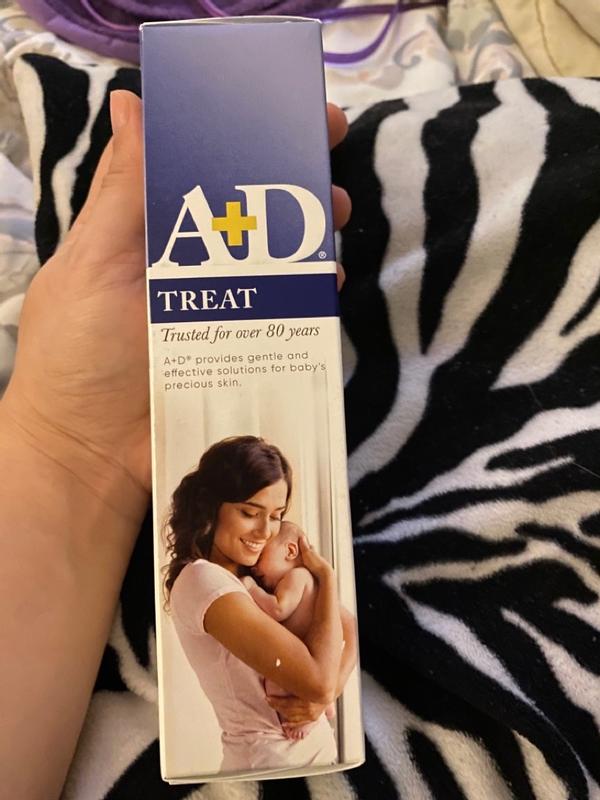 A+D®
TREAT
Trusted for over 80 years
A+D® provides gentle and
effective solutions for baby's
precious skin.